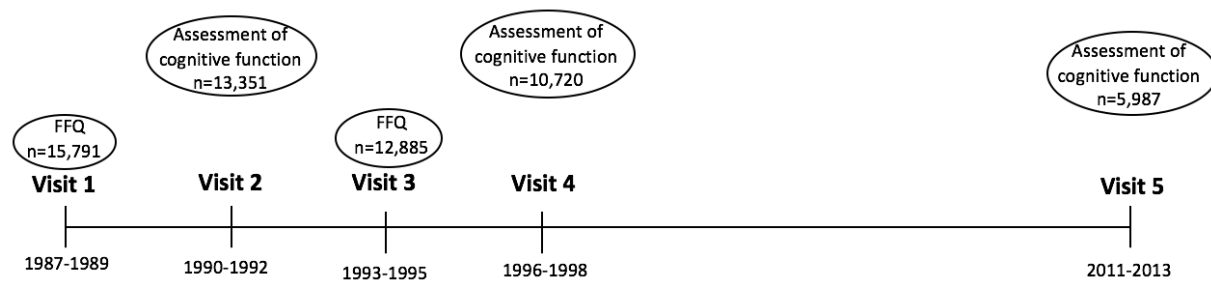 FFQ
n=15,791
Visit 1
1987-1989
Assessment of
cognitive function
n=13,351
Visit 2
1990-1992
FFQ
n=12,885
Visit 3
1993-1995
Assessment of
cognitive function
n=10,720
Visit 4
1996-1998
Assessment of
cognitive function
n=5,987
Visit 5
2011-2013